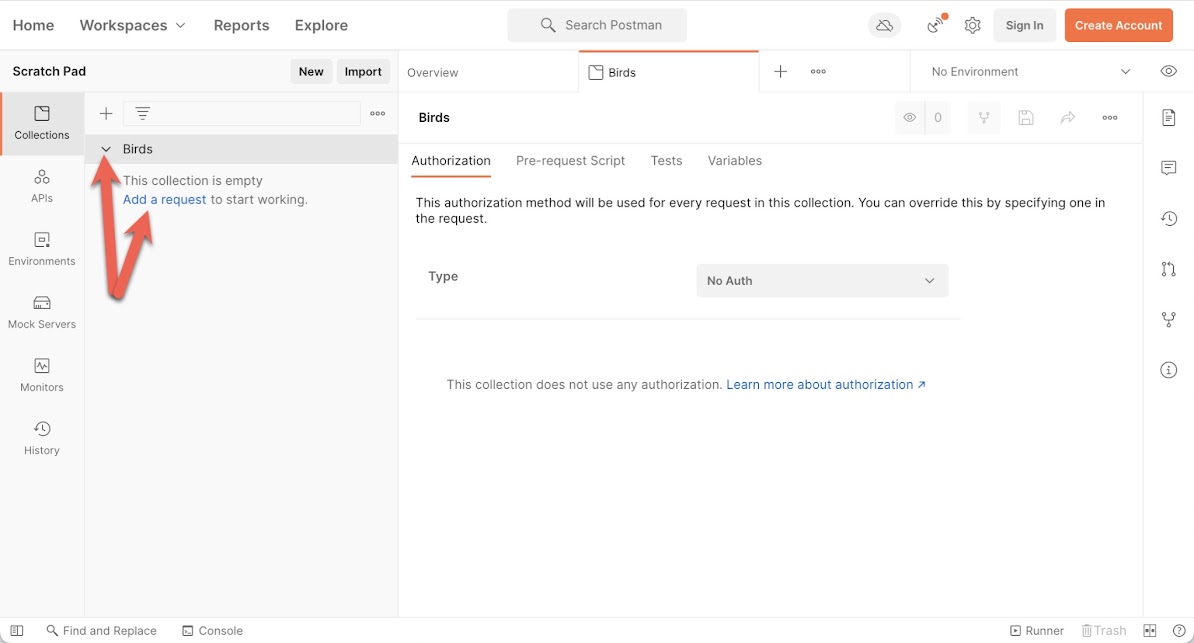 Home Workspaces Reports Explore Search Postman Sign In Create Account
Scratch Pad New Import Overview Birds No Environment
Collections
APIs
Environments
Mock Servers
Monitors
History
Birds
This collection is empty
Add a request to start working.
Birds 0
Authorization Pre-request Script Tests Variables
This authorization method will be used for every request in this collection. You can override this by specifying one in
the request.
Type No Auth
This collection does not use any authorization. Learn more about authorization ↗
Find and Replace Console Runner Trash